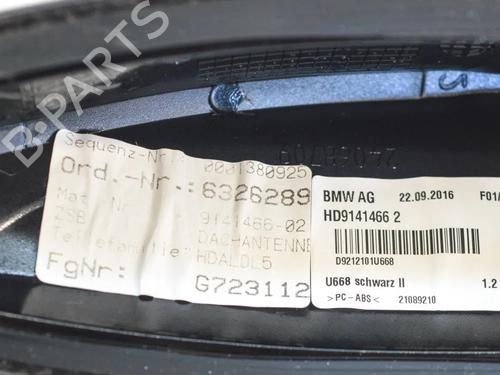 B-PARTS
Sequenz-Nr.: 0001380925
Ord.-Nr.: 6326289
Mat.-Nr. 9141466-02
ZSB DACHANTENNE
Teilefamilie: HDALDL5
FgNr: G723112
BMW AG 22.09.2016 F01/
HD9141466 2
D9212101U668
U668 schwarz II 1.2
>PC-ABS< 21089210